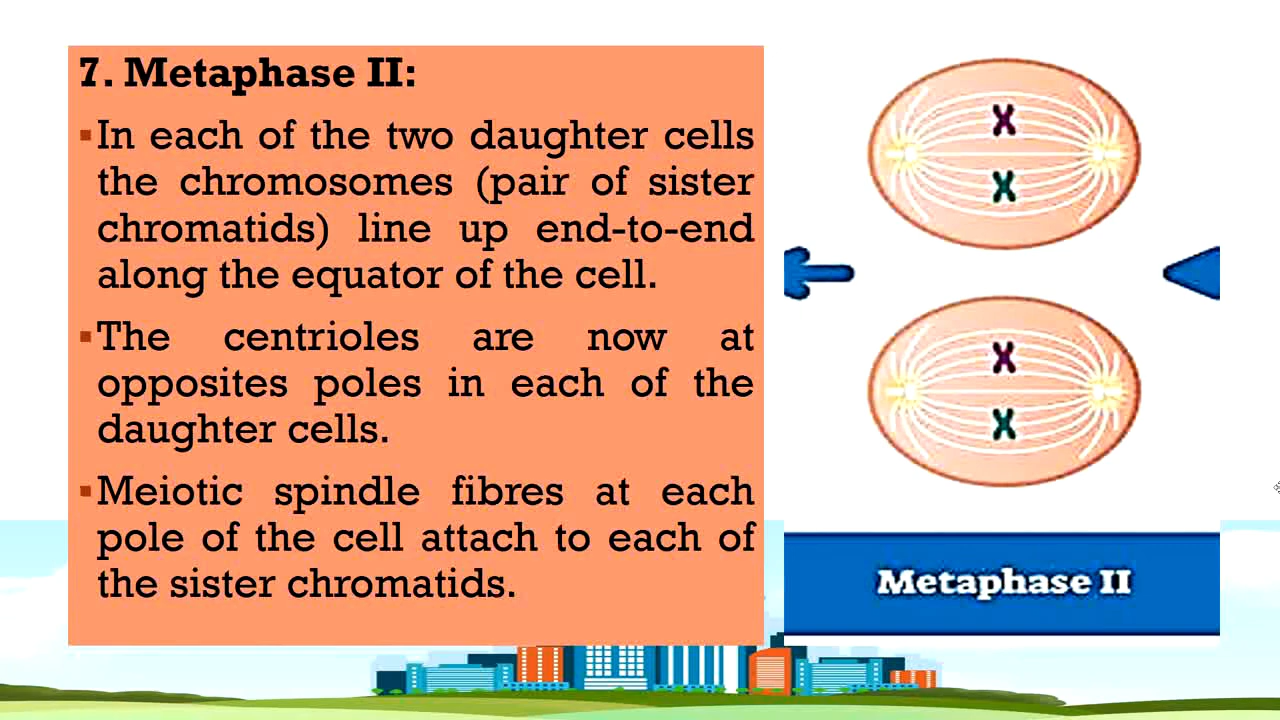 7. Metaphase II:
▪In each of the two daughter cells
the chromosomes (pair of sister
chromatids) line up end-to-end
along the equator of the cell.
▪The centrioles are now at
opposites poles in each of the
daughter cells.
▪Meiotic spindle fibres at each
pole of the cell attach to each of
the sister chromatids.
Metaphase II